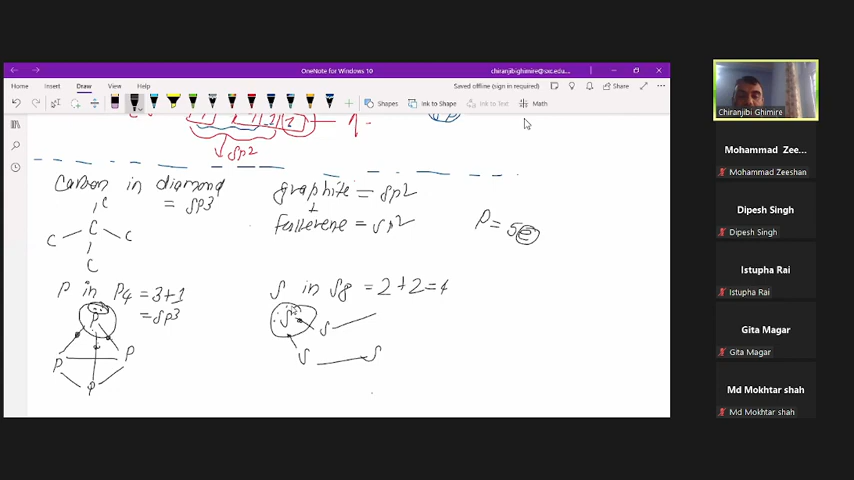 OneNote for Windows 10
chiranjibighimire@sxc.edu...
Home Insert Draw View Help
Saved offline (sign in required) Share
Shapes Ink to Shape Ink to Text Math
sp2
Carbon in diamond
= sp3
C
C C C
C
graphite = sp2
+
fullerene = sp2
P = 5e
P in P4 = 3+1
= sp3
P
P P
P
S in S8 = 2+2=4
S S
S S
Chiranjibi Ghimire
Mohammad Zee...
Mohammad Zeeshan
Dipesh Singh
Dipesh Singh
Istupha Rai
Istupha Rai
Gita Magar
Gita Magar
Md Mokhtar shah
Md Mokhtar shah